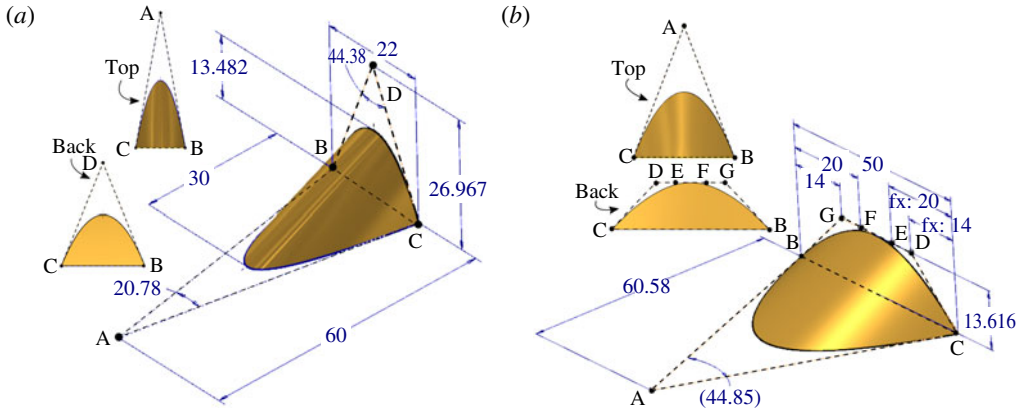 (a)
A
Top
C
B
Back
D
C
B
13.482
44.38
22
D
B
30
26.967
C
20.78
A
60
(b)
A
Top
C
B
D
E
F
G
Back
C
B
20
50
14
fx: 20
fx: 14
G
F
E
D
B
60.58
13.616
C
A
(44.85)